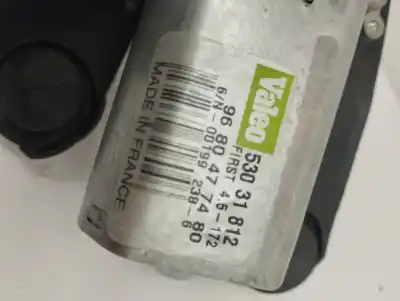 Valeo
530 31 812
FIRST 4.6-172
96 80 47 74 80
6/N-00199 238-6
MADE IN FRANCE